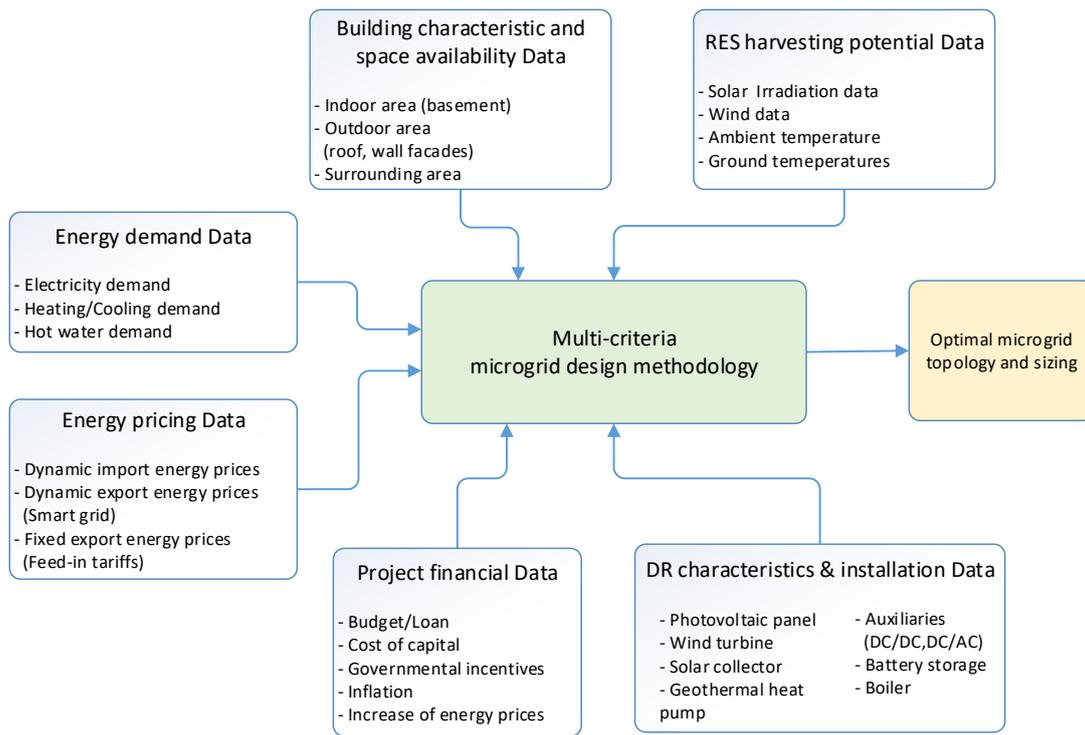 Building characteristic and
space availability Data
- Indoor area (basement)
- Outdoor area
(roof, wall facades)
- Surrounding area
RES harvesting potential Data
- Solar Irradiation data
- Wind data
- Ambient temperature
- Ground temeperatures
Energy demand Data
- Electricity demand
- Heating/Cooling demand
- Hot water demand
Multi-criteria
microgrid design methodology
Optimal microgrid
topology and sizing
Energy pricing Data
- Dynamic import energy prices
- Dynamic export energy prices
(Smart grid)
- Fixed export energy prices
(Feed-in tariffs)
Project financial Data
- Budget/Loan
- Cost of capital
- Governmental incentives
- Inflation
- Increase of energy prices
DR characteristics & installation Data
- Photovoltaic panel
- Wind turbine
- Solar collector
- Geothermal heat
pump
- Auxiliaries
(DC/DC,DC/AC)
- Battery storage
- Boiler